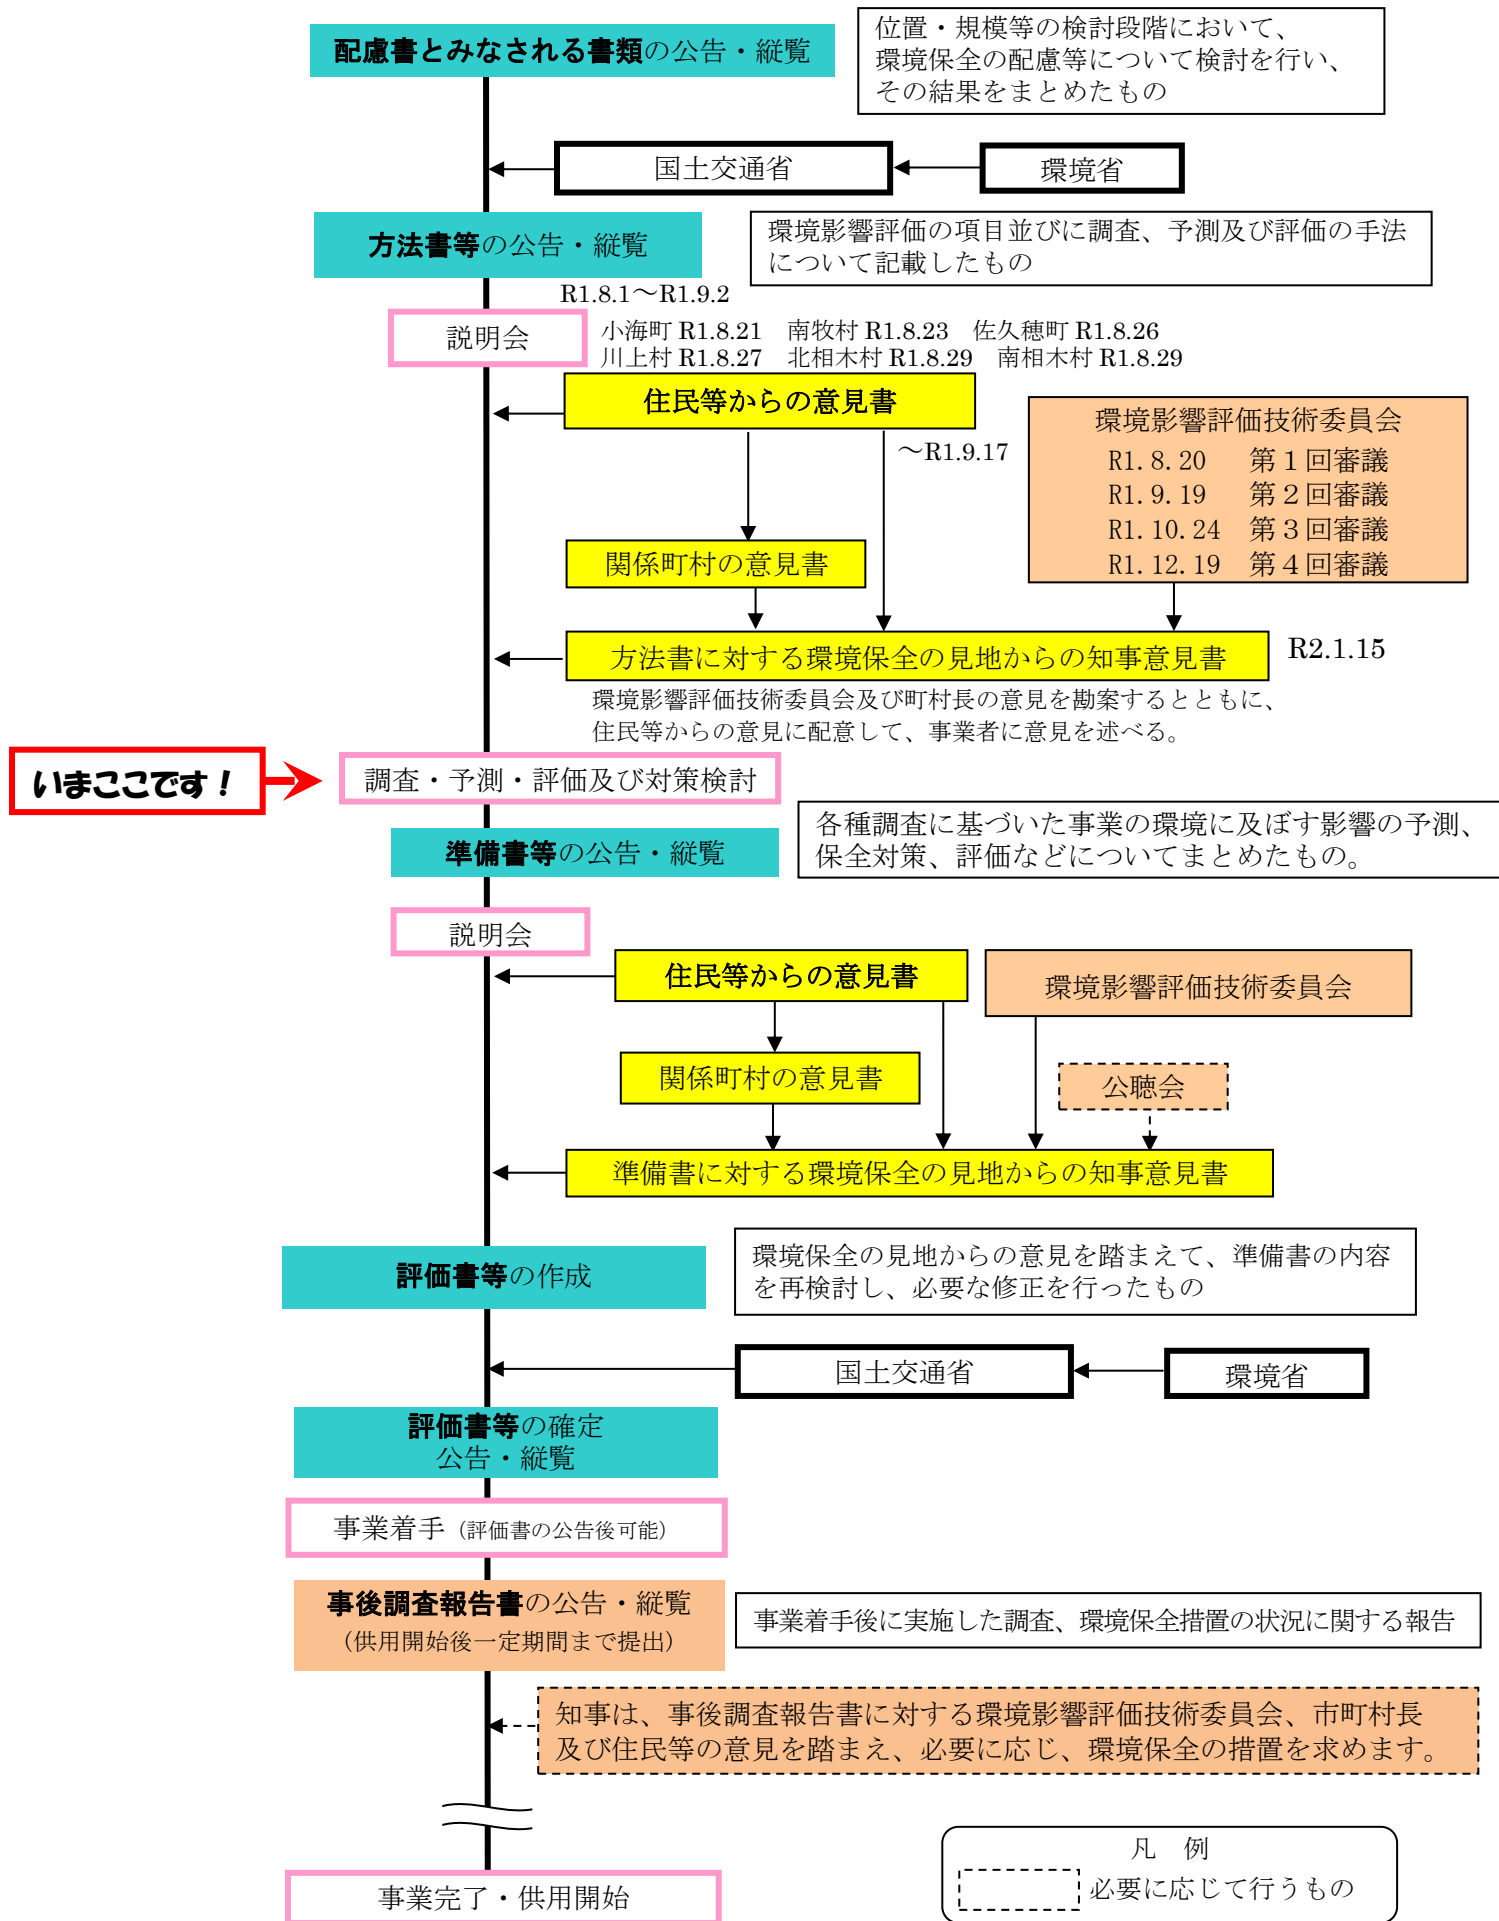 配慮書とみなされる書類の公告・縦覧
位置・規模等の検討段階において、
環境保全の配慮等について検討を行い、
その結果をまとめたもの
国土交通省
環境省
方法書等の公告・縦覧
環境影響評価の項目並びに調査、予測及び評価の手法
について記載したもの
R1.8.1～R1.9.2
説明会
小海町 R1.8.21 南牧村 R1.8.23 佐久穂町 R1.8.26
川上村 R1.8.27 北相木村 R1.8.29 南相木村 R1.8.29
住民等からの意見書
～R1.9.17
環境影響評価技術委員会
R1.8.20 第１回審議
R1.9.19 第２回審議
R1.10.24 第３回審議
R1.12.19 第４回審議
関係町村の意見書
方法書に対する環境保全の見地からの知事意見書
R2.1.15
環境影響評価技術委員会及び町村長の意見を勘案するとともに、
住民等からの意見に配意して、事業者に意見を述べる。
いまここです！
調査・予測・評価及び対策検討
準備書等の公告・縦覧
各種調査に基づいた事業の環境に及ぼす影響の予測、
保全対策、評価などについてまとめたもの。
説明会
住民等からの意見書
環境影響評価技術委員会
関係町村の意見書
公聴会
準備書に対する環境保全の見地からの知事意見書
評価書等の作成
環境保全の見地からの意見を踏まえて、準備書の内容
を再検討し、必要な修正を行ったもの
国土交通省
環境省
評価書等の確定
公告・縦覧
事業着手（評価書の公告後可能）
事後調査報告書の公告・縦覧
（供用開始後一定期間まで提出）
事業着手後に実施した調査、環境保全措置の状況に関する報告
知事は、事後調査報告書に対する環境影響評価技術委員会、市町村長
及び住民等の意見を踏まえ、必要に応じ、環境保全の措置を求めます。
凡 例
必要に応じて行うもの
事業完了・供用開始